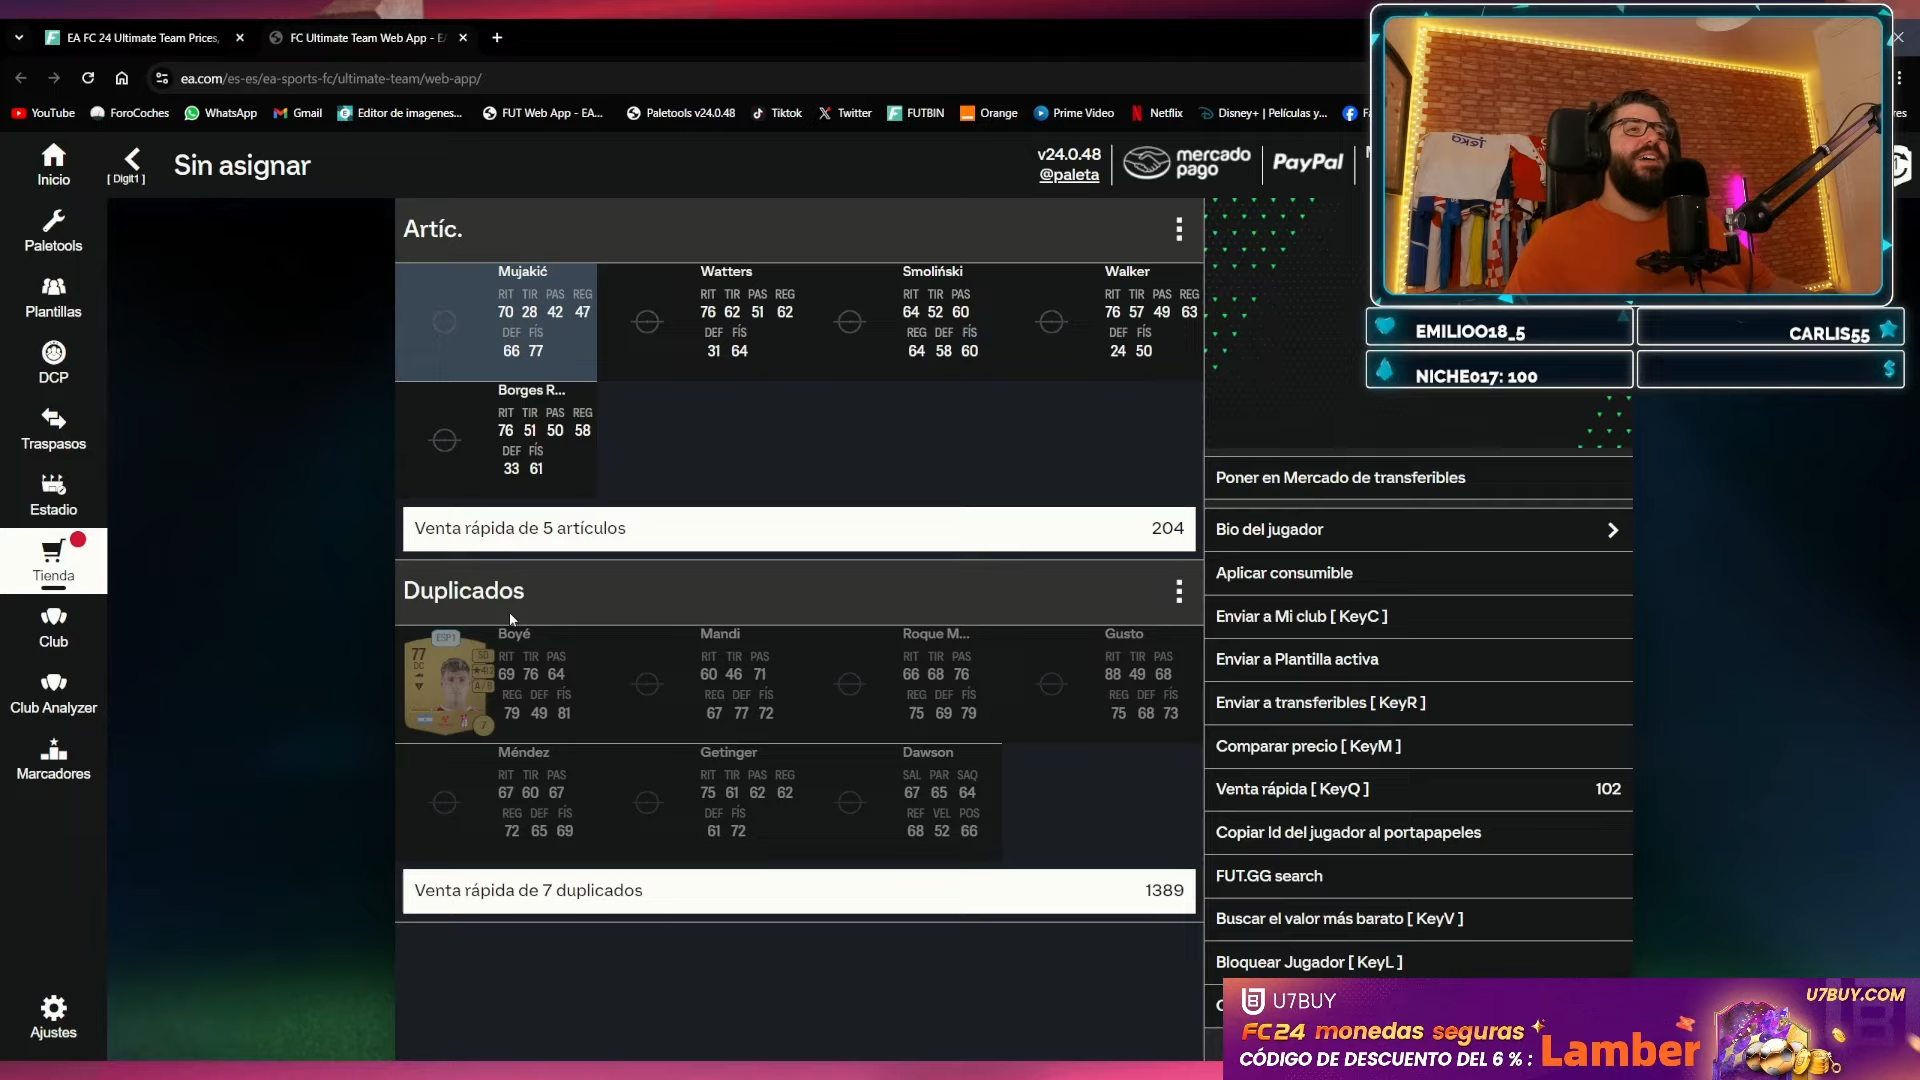 EA FC 24 Ultimate Team Prices,
FC Ultimate Team Web App - EA
ea.com/es-es/ea-sports-fc/ultimate-team/web-app/
YouTube
ForoCoches
WhatsApp
Gmail
Editor de imagenes...
FUT Web App - EA...
Paletools v24.0.48
Tiktok
Twitter
FUTBIN
Orange
Prime Video
Netflix
Disney+ | Películas y...
Inicio
Paletools
Plantillas
DCP
Traspasos
Estadio
Tienda
Club
Club Analyzer
Marcadores
Ajustes
[ Digit1 ]
Sin asignar
v24.0.48
@paleta
mercado
pago
PayPal
Artíc.
Mujakić
RIT TIR PAS REG
70 28 42 47
DEF FÍS
66 77
Watters
RIT TIR PAS REG
76 62 51 62
DEF FÍS
31 64
Smoliński
RIT TIR PAS
64 52 60
REG DEF FÍS
64 58 60
Walker
RIT TIR PAS REG
76 57 49 63
DEF FÍS
24 50
Borges R...
RIT TIR PAS REG
76 51 50 58
DEF FÍS
33 61
Venta rápida de 5 artículos 204
Duplicados
ESP 1
77
DC
SD
Boyé
RIT TIR PAS
69 76 64
REG DEF FÍS
79 49 81
Mandi
RIT TIR PAS
60 46 71
REG DEF FÍS
67 77 72
Roque M...
RIT TIR PAS
66 68 76
REG DEF FÍS
75 69 79
Gusto
RIT TIR PAS
88 49 68
REG DEF FÍS
75 68 73
Méndez
RIT TIR PAS
67 60 67
REG DEF FÍS
72 65 69
Getinger
RIT TIR PAS REG
75 61 62 62
DEF FÍS
61 72
Dawson
SAL PAR SAQ
67 65 64
REF VEL POS
68 52 66
Venta rápida de 7 duplicados 1389
Poner en Mercado de transferibles
Bio del jugador
Aplicar consumible
Enviar a Mi club [ KeyC ]
Enviar a Plantilla activa
Enviar a transferibles [ KeyR ]
Comparar precio [ KeyM ]
Venta rápida [ KeyQ ] 102
Copiar Id del jugador al portapapeles
FUT.GG search
Buscar el valor más barato [ KeyV ]
Bloquear Jugador [ KeyL ]
EMILIOO18_5
CARLIS55
NICHE017: 100
U7BUY
U7BUY.COM
FC24 monedas seguras
CÓDIGO DE DESCUENTO DEL 6 % : Lamber